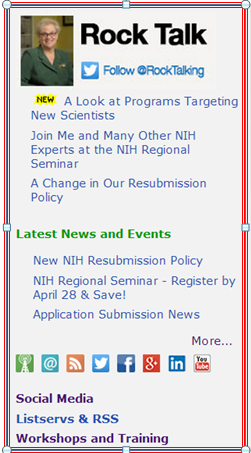 Rock Talk
Follow @RockTalking
NEW A Look at Programs Targeting
New Scientists
Join Me and Many Other NIH
Experts at the NIH Regional
Seminar
A Change in Our Resubmission
Policy
Latest News and Events
New NIH Resubmission Policy
NIH Regional Seminar - Register by
April 28 & Save!
Application Submission News
More...
You Tube
Social Media
Listservs & RSS
Workshops and Training